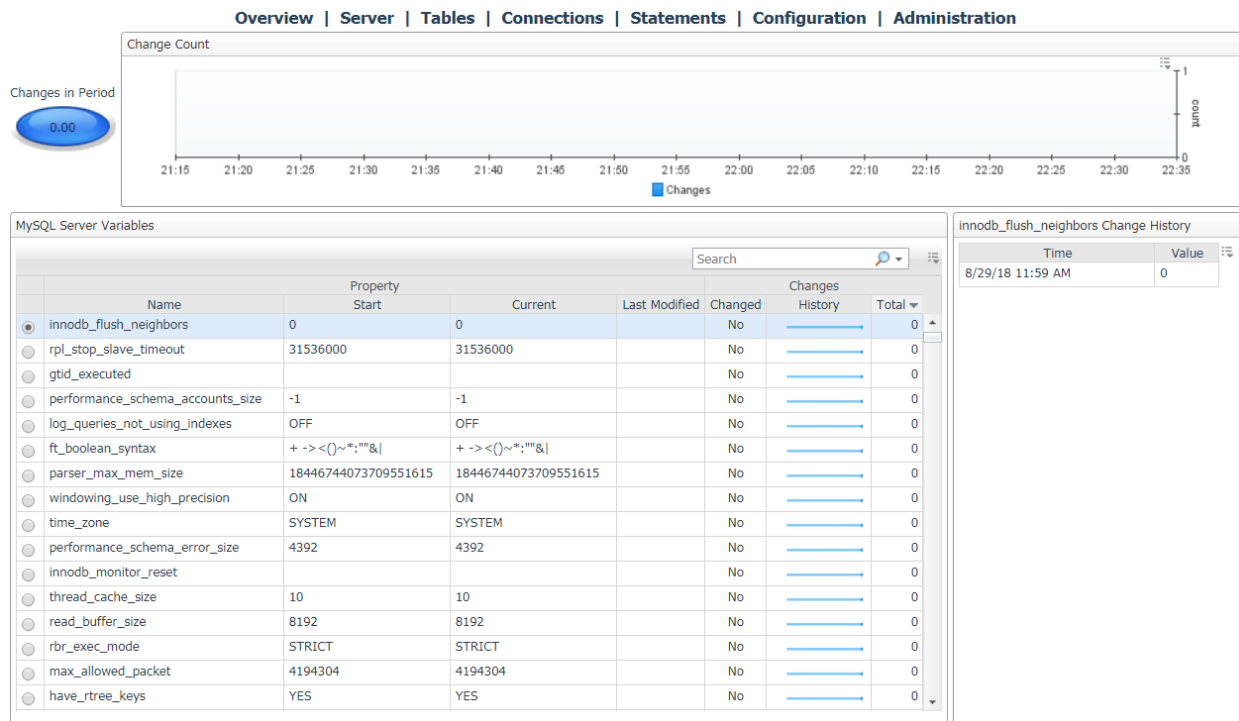 Overview | Server | Tables | Connections | Statements | Configuration | Administration
Change Count
Changes in Period
0.00
1
count
0
21:15 21:20 21:25 21:30 21:35 21:40 21:45 21:50 21:55 22:00 22:05 22:10 22:15 22:20 22:25 22:30 22:35
Changes
MySQL Server Variables
Search
Property Changes
Name Start Current Last Modified Changed History Total
innodb_flush_neighbors 0 0 No 0
rpl_stop_slave_timeout 31536000 31536000 No 0
gtid_executed No 0
performance_schema_accounts_size -1 -1 No 0
log_queries_not_using_indexes OFF OFF No 0
ft_boolean_syntax + -><()~*:""&| + -><()~*:""&| No 0
parser_max_mem_size 18446744073709551615 18446744073709551615 No 0
windowing_use_high_precision ON ON No 0
time_zone SYSTEM SYSTEM No 0
performance_schema_error_size 4392 4392 No 0
innodb_monitor_reset No 0
thread_cache_size 10 10 No 0
read_buffer_size 8192 8192 No 0
rbr_exec_mode STRICT STRICT No 0
max_allowed_packet 4194304 4194304 No 0
have_rtree_keys YES YES No 0
innodb_flush_neighbors Change History
Time Value
8/29/18 11:59 AM 0